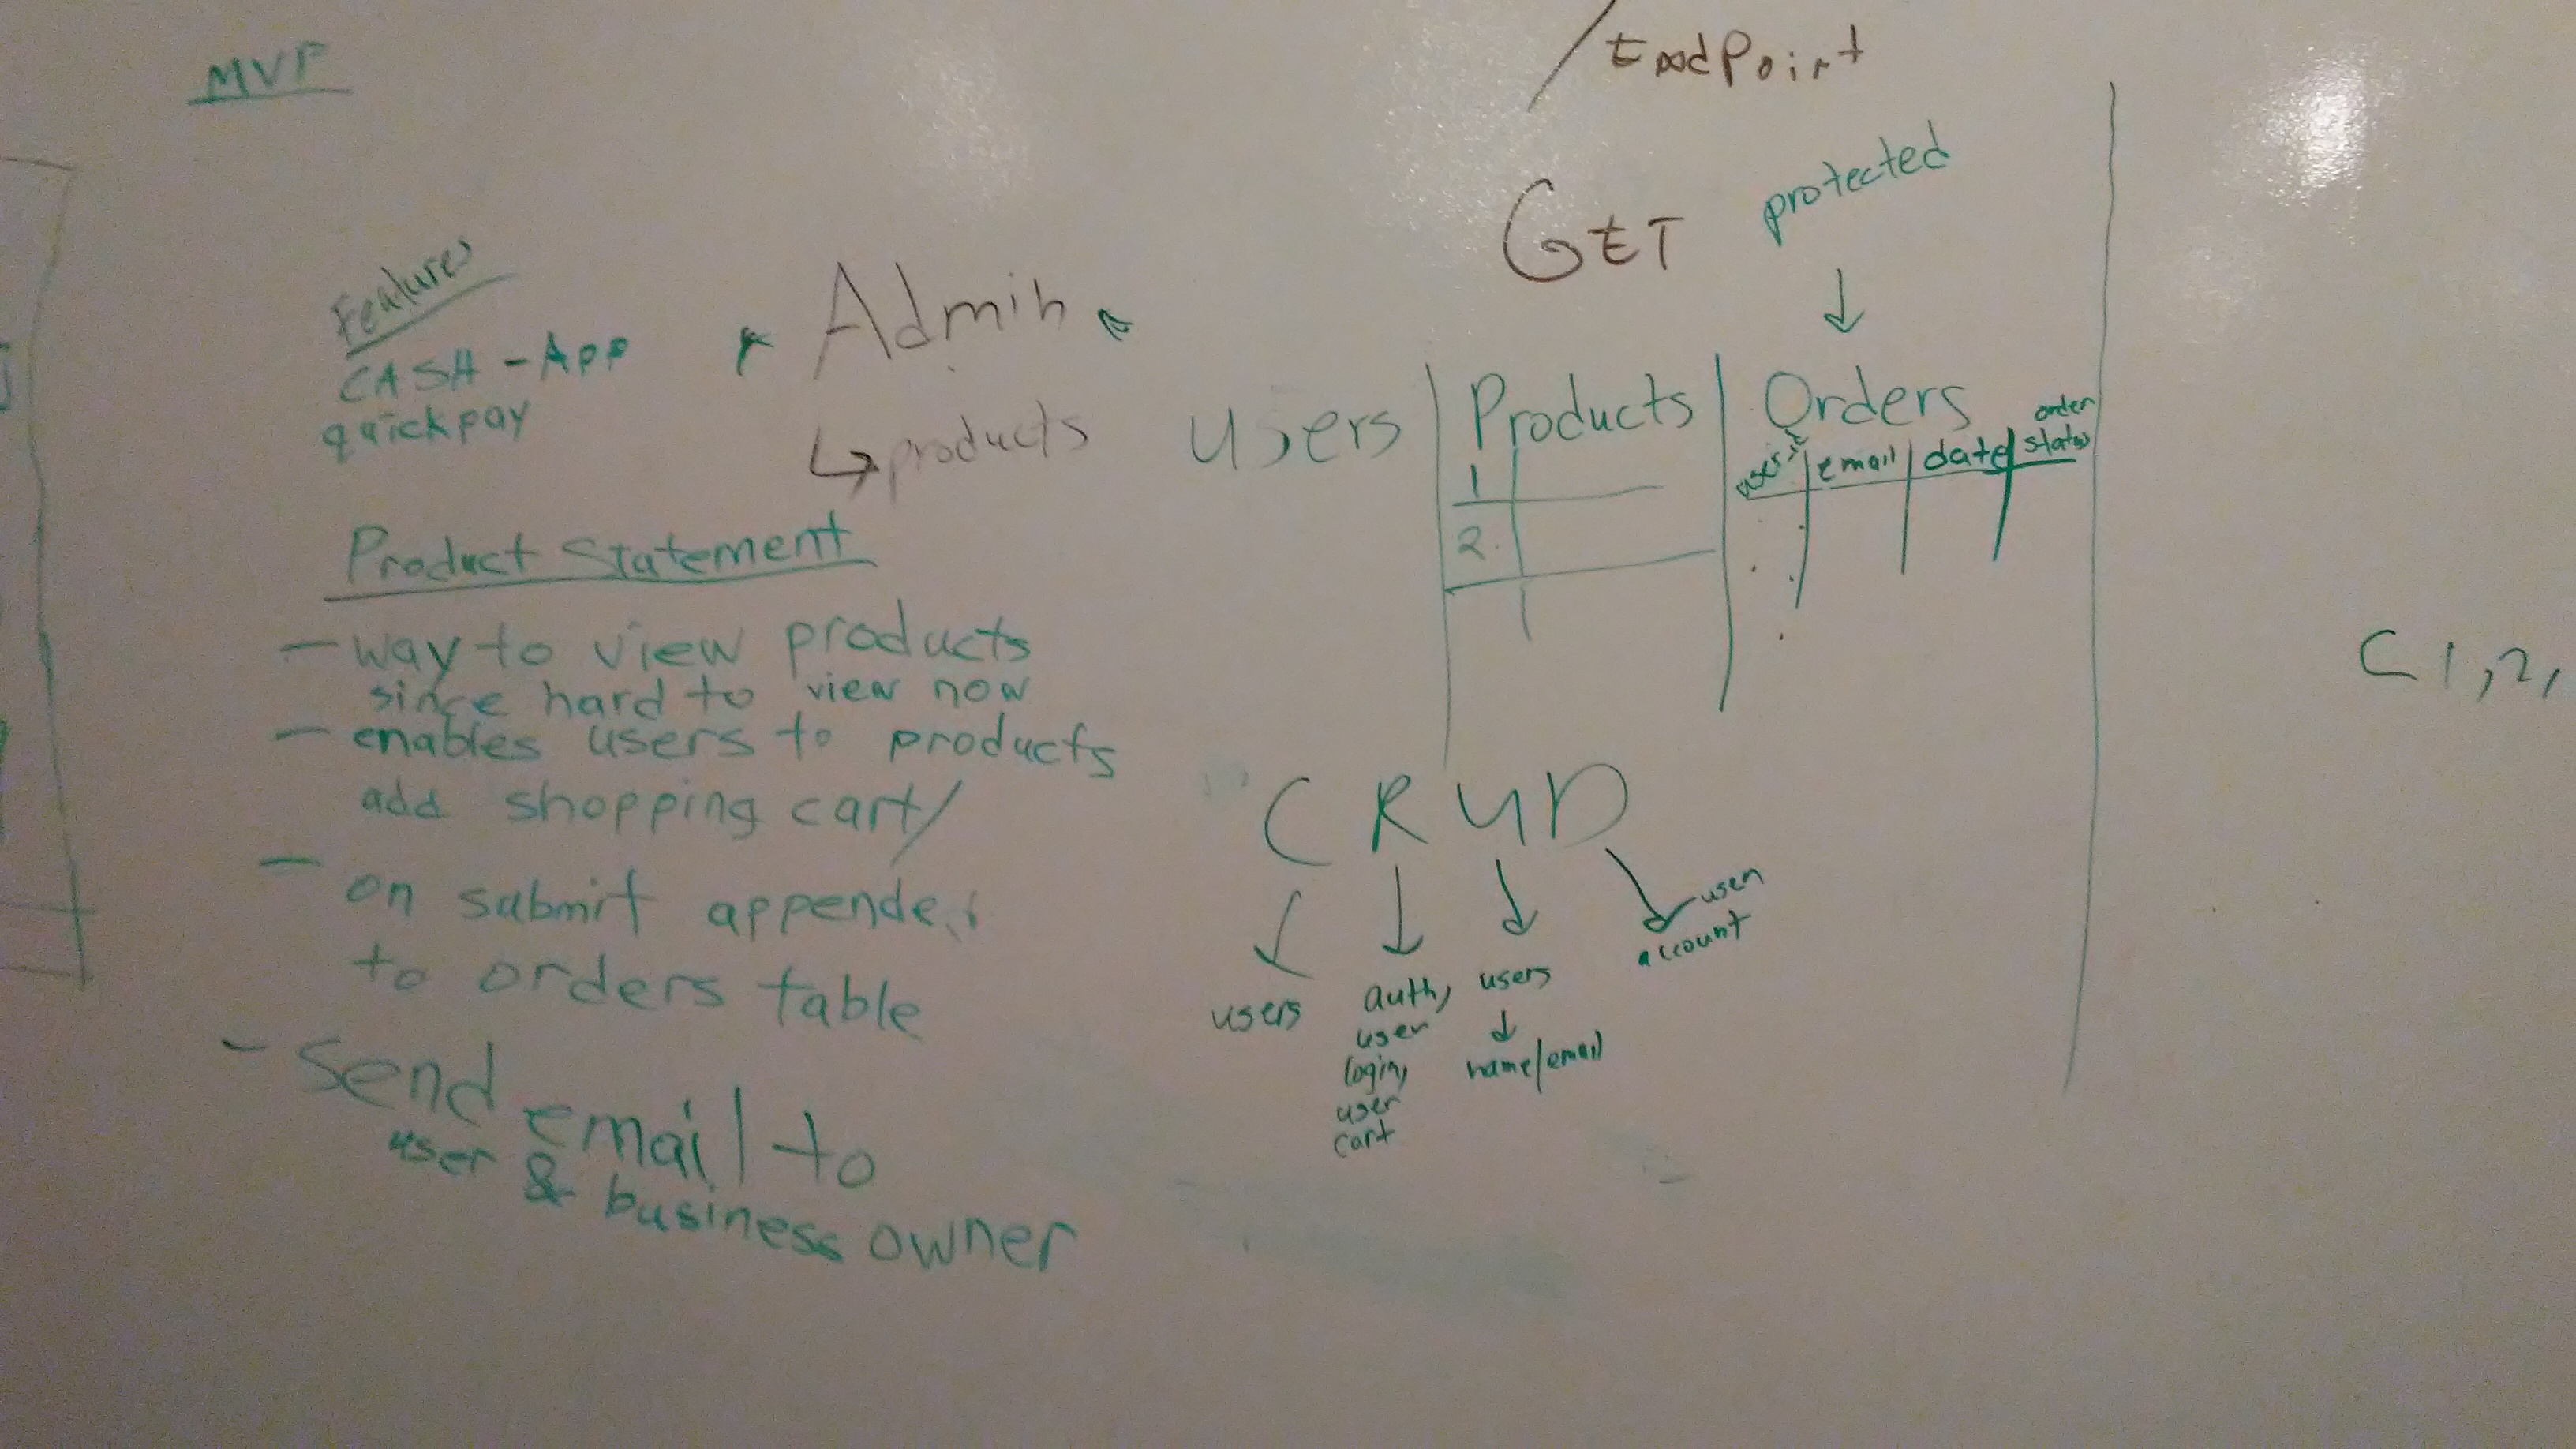 MVP
Features
CASH - App
quickpay
Admin
products
Product Statement
- way to view products
since hard to view now
- enables users to products
add shopping cart/
- on submit appended
to orders table
- Send email to
user & business owner
/EndPoint
GET protected
users Products Orders
email date order status
1
2.
CRUD
users
auth,
user
login,
user
cart
users
name/email
user
account
C 1, 2,